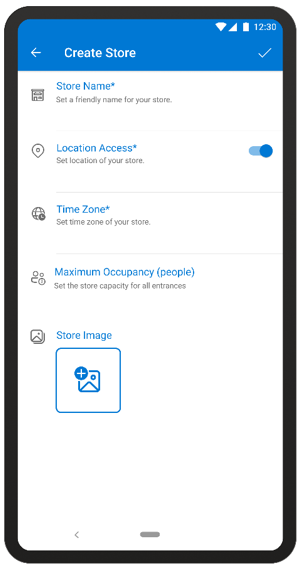 12:30
Create Store
Store Name*
Set a friendly name for your store.
Location Access*
Set location of your store.
Time Zone*
Set time zone of your store.
Maximum Occupancy (people)
Set the store capacity for all entrances
Store Image